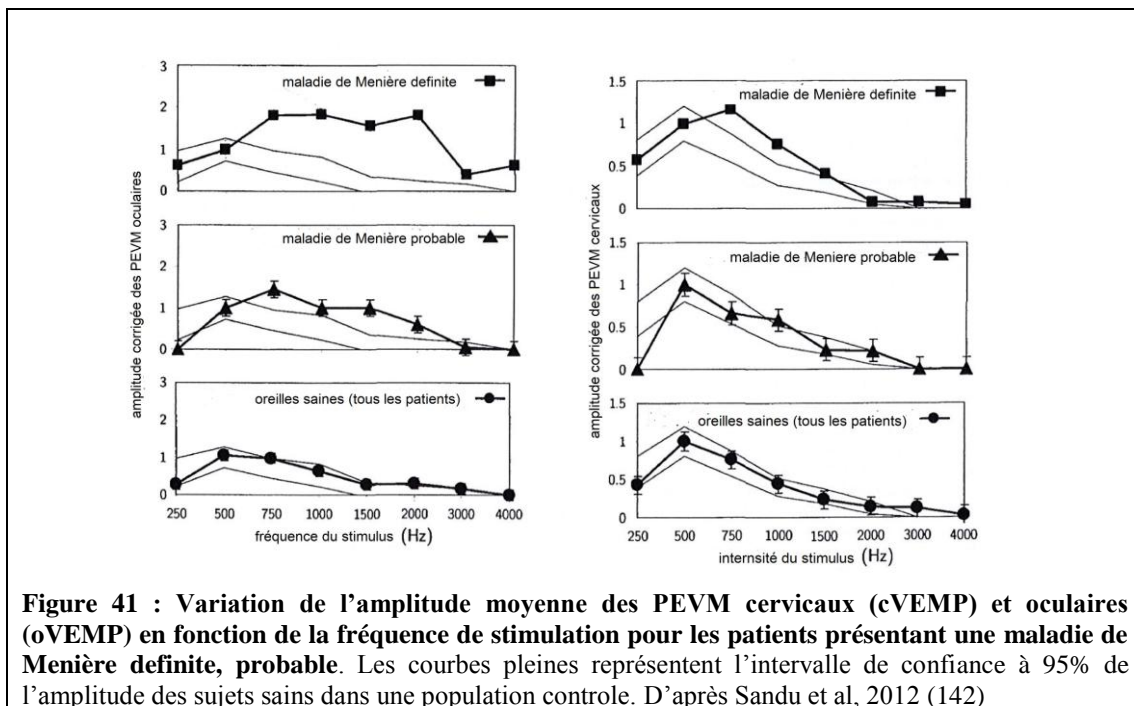 3
maladie de Menière definite
2
1
0
3
maladie de Menière probable
2
1
0
3
oreilles saines (tous les patients)
2
1
0
250 500 750 1000 1500 2000 3000 4000
fréquence du stimulus (Hz)
amplitude corrigée des PEVM oculaires
1.5
maladie de Menière definite
1
0.5
0
1.5
maladie de Meniere probable
1
0.5
0
1.5
oreilles saines (tous les patients)
1
0.5
0
250 500 750 1000 1500 2000 3000 4000
internsité du stimulus (Hz)
amplitude corrigée des PEVM cervicaux
Figure 41 : Variation de l’amplitude moyenne des PEVM cervicaux (cVEMP) et oculaires
(oVEMP) en fonction de la fréquence de stimulation pour les patients présentant une maladie de
Menière definite, probable. Les courbes pleines représentent l’intervalle de confiance à 95% de
l’amplitude des sujets sains dans une population controle. D’après Sandu et al, 2012 (142)